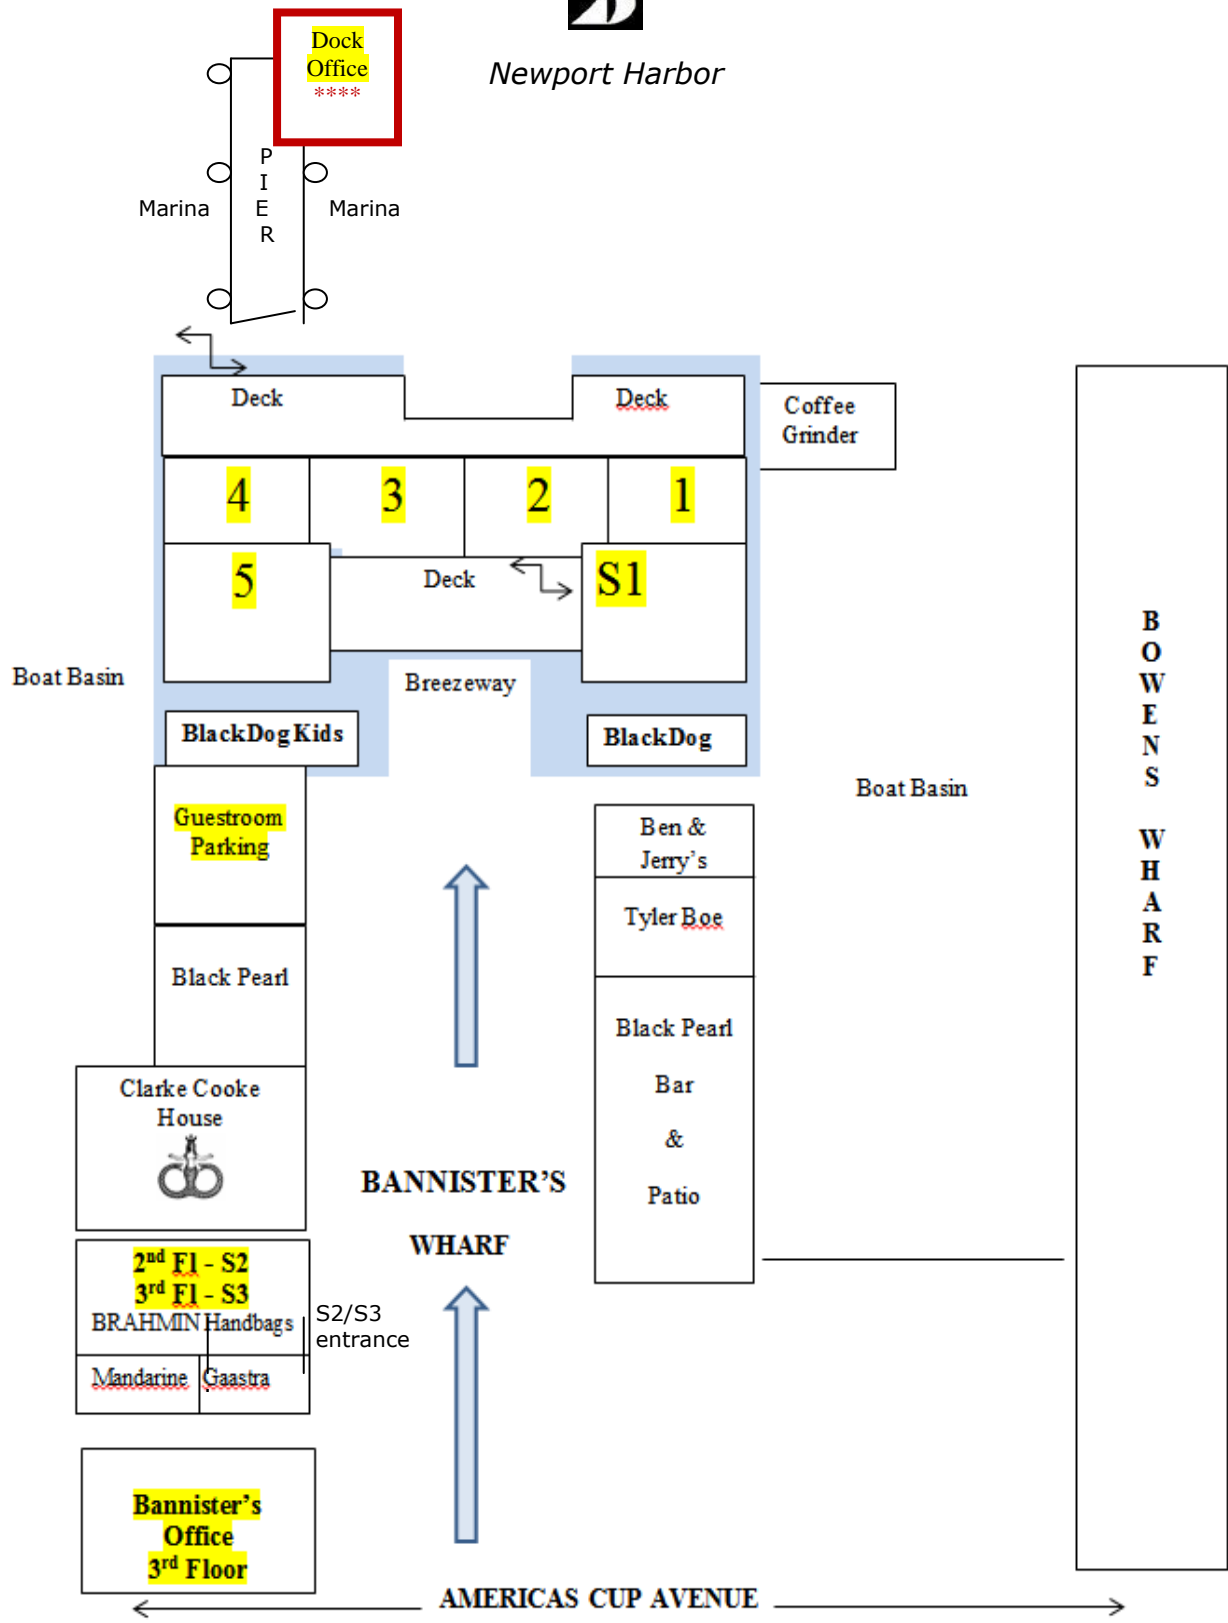 Dock
Office
****
Newport Harbor
P
I
E
R
Marina
Marina
Deck
Deck
Coffee
Grinder
4
3
2
1
5
Deck
S1
Boat Basin
Breezeway
BlackDogKids
BlackDog
Boat Basin
BOWENS WHARF
Guestroom
Parking
Ben &
Jerry's
Tyler Boe
Black Pearl
Black Pearl
Bar
&
Patio
Clarke Cooke
House
BANNISTER'S
WHARF
2nd Fl - S2
3rd Fl - S3
BRAHMIN Handbags
S2/S3
entrance
Mandarine
Gaastra
Bannister's
Office
3rd Floor
AMERICAS CUP AVENUE